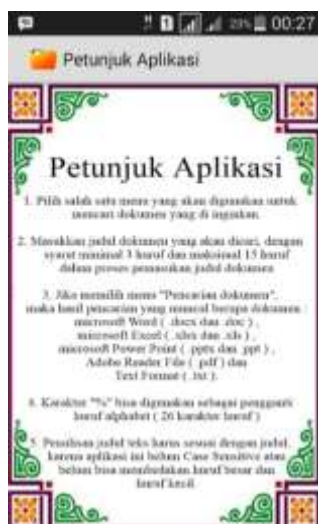 29% 00:27
Petunjuk Aplikasi
Petunjuk Aplikasi
1. Pilih salah satu menu yang akan digunakan untuk
mencari dokumen yang di inginkan.
2. Masukkan judul dokumen yang akan dicari, dengan
syarat minimal 3 huruf dan maksimal 15 huruf
dalam proses pemasukan judul dokumen
3. Jika memilih menu "Pencarian dokumen",
maka hasil pencarian yang muncul berupa dokumen :
microsoft Word ( .docx dan .doc ) ,
microsoft Excel ( .xlsx dan .xls ) ,
microsoft Power Point ( .pptx dan .ppt ) ,
Adobe Reader File ( .pdf ) dan
Text Format ( .txt ).
4. Karakter "%" bisa digunakan sebagai pengganti
huruf alphabet ( 26 karakter huruf )
5. Penulisan judul teks harus sesuai dengan judul,
karena aplikasi ini belum Case Sensitive atau
belum bisa membedakan huruf besar dan
huruf kecil